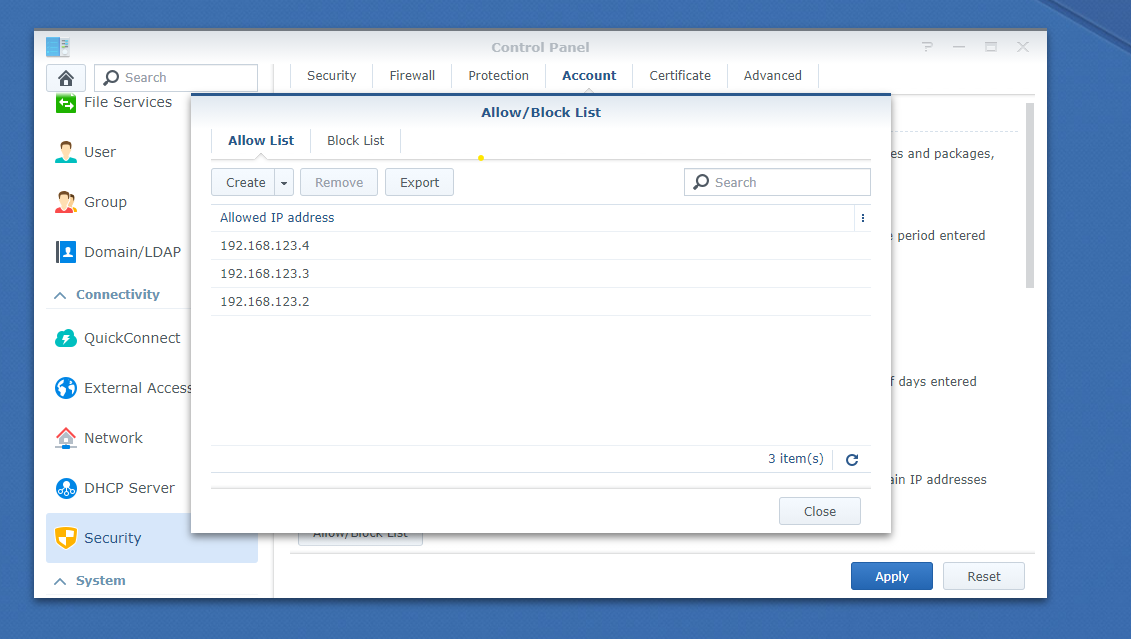 Control Panel
Search
Security
Firewall
Protection
Account
Certificate
Advanced
File Services
User
Group
Domain/LDAP
Connectivity
QuickConnect
External Access
Network
DHCP Server
Security
System
Allow/Block List
Allow List
Block List
Create
Remove
Export
Search
Allowed IP address
192.168.123.4
192.168.123.3
192.168.123.2
3 item(s)
Close
and packages,
period entered
days entered
IP addresses
Allow/Block List
Apply
Reset